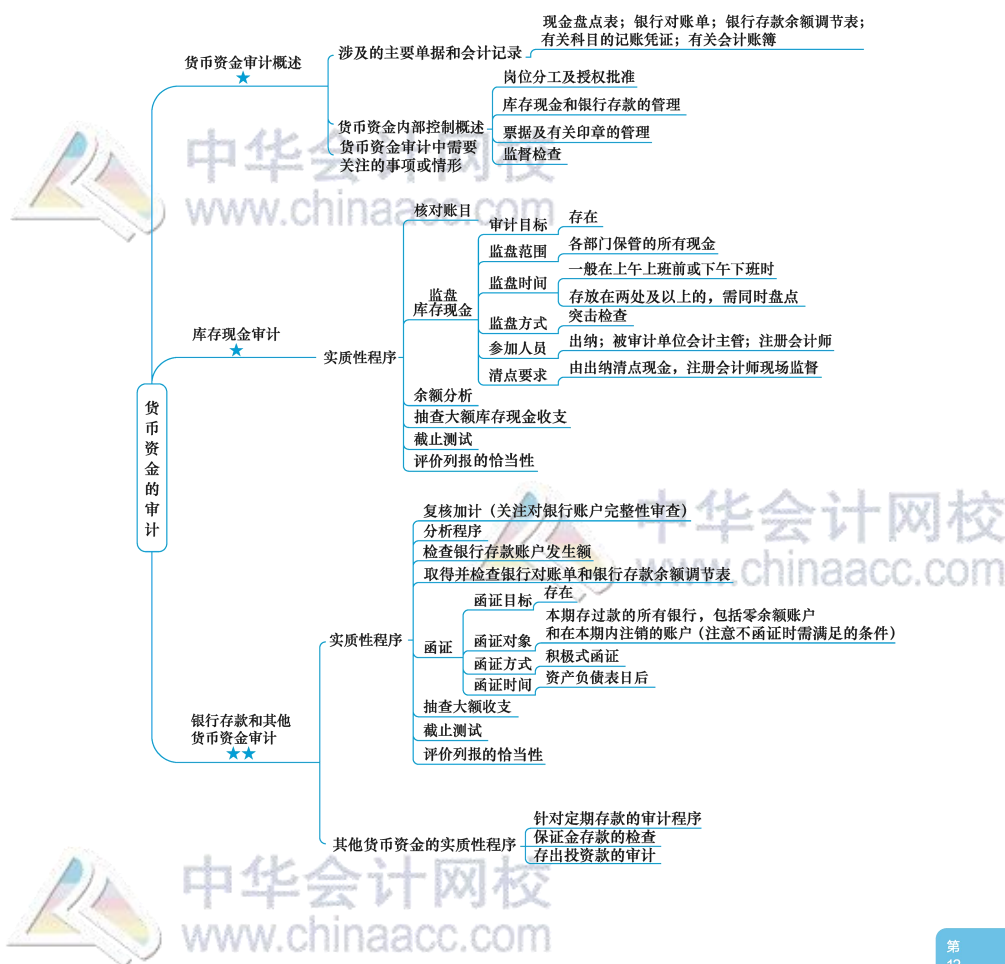 货币资金的审计
货币资金审计概述
涉及的主要单据和会计记录
现金盘点表；银行对账单；银行存款余额调节表；
有关科目的记账凭证；有关会计账簿
货币资金内部控制概述
岗位分工及授权批准
库存现金和银行存款的管理
票据及有关印章的管理
监督检查
货币资金审计中需要
关注的事项或情形
库存现金审计
实质性程序
核对账目
监盘
库存现金
审计目标
存在
监盘范围
各部门保管的所有现金
监盘时间
一般在上午上班前或下午下班时
存放在两处及以上的，需同时盘点
监盘方式
突击检查
参加人员
出纳；被审计单位会计主管；注册会计师
清点要求
由出纳清点现金，注册会计师现场监督
余额分析
抽查大额库存现金收支
截止测试
评价列报的恰当性
银行存款和其他
货币资金审计
实质性程序
复核加计（关注对银行账户完整性审查）
分析程序
检查银行存款账户发生额
取得并检查银行对账单和银行存款余额调节表
函证
函证目标
存在
函证对象
本期存过款的所有银行，包括零余额账户
和在本期内注销的账户（注意不函证时需满足的条件）
函证方式
积极式函证
函证时间
资产负债表日后
抽查大额收支
截止测试
评价列报的恰当性
其他货币资金的实质性程序
针对定期存款的审计程序
保证金存款的检查
存出投资款的审计
中华会计网校
www.chinaacc.com
中华会计网校
www.chinaacc.com
中华会计网校
www.chinaacc.com
第